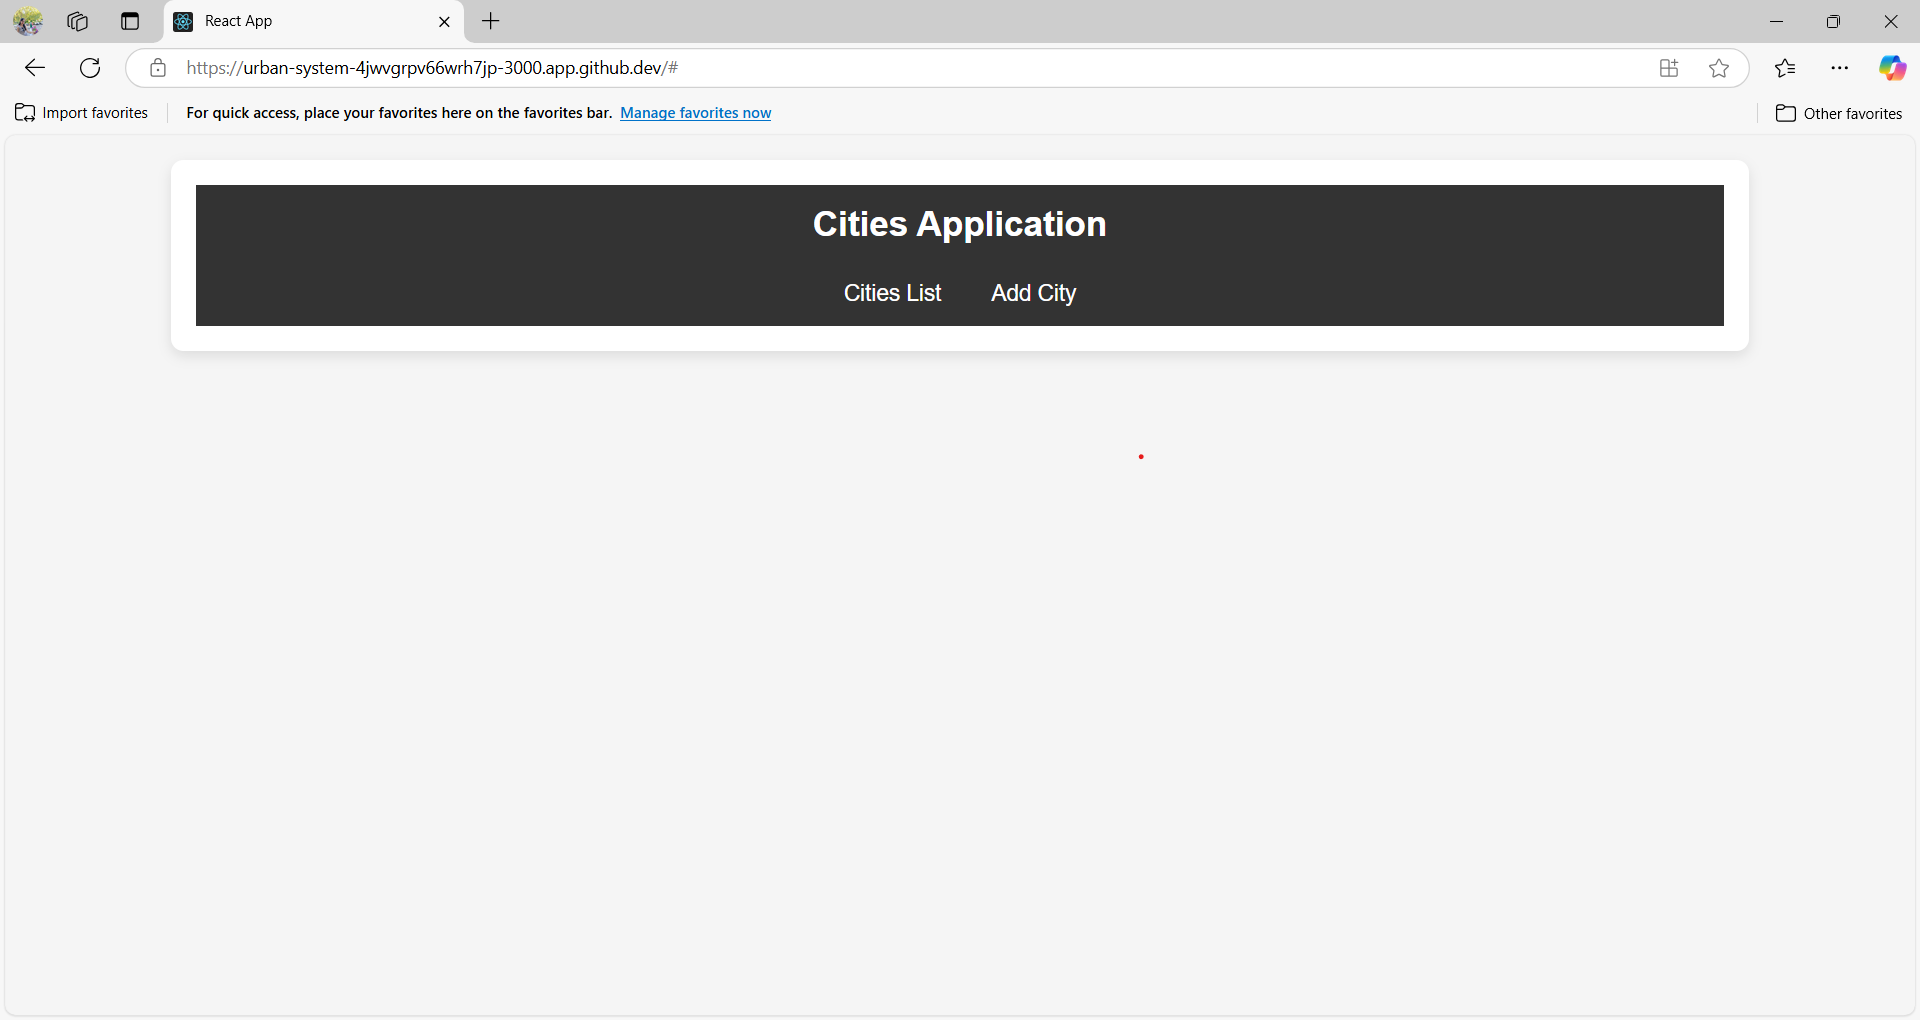 React App
https://urban-system-4jwvgrpv66wrh7jp-3000.app.github.dev/#
Import favorites
For quick access, place your favorites here on the favorites bar. Manage favorites now
Other favorites
Cities Application
Cities List Add City